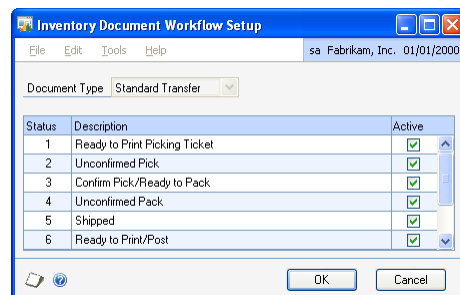 Inventory Document Workflow Setup
File Edit Tools Help sa Fabrikam, Inc. 01/01/2000
Document Type Standard Transfer
Status Description Active
1 Ready to Print Picking Ticket
2 Unconfirmed Pick
3 Confirm Pick/Ready to Pack
4 Unconfirmed Pack
5 Shipped
6 Ready to Print/Post
OK Cancel